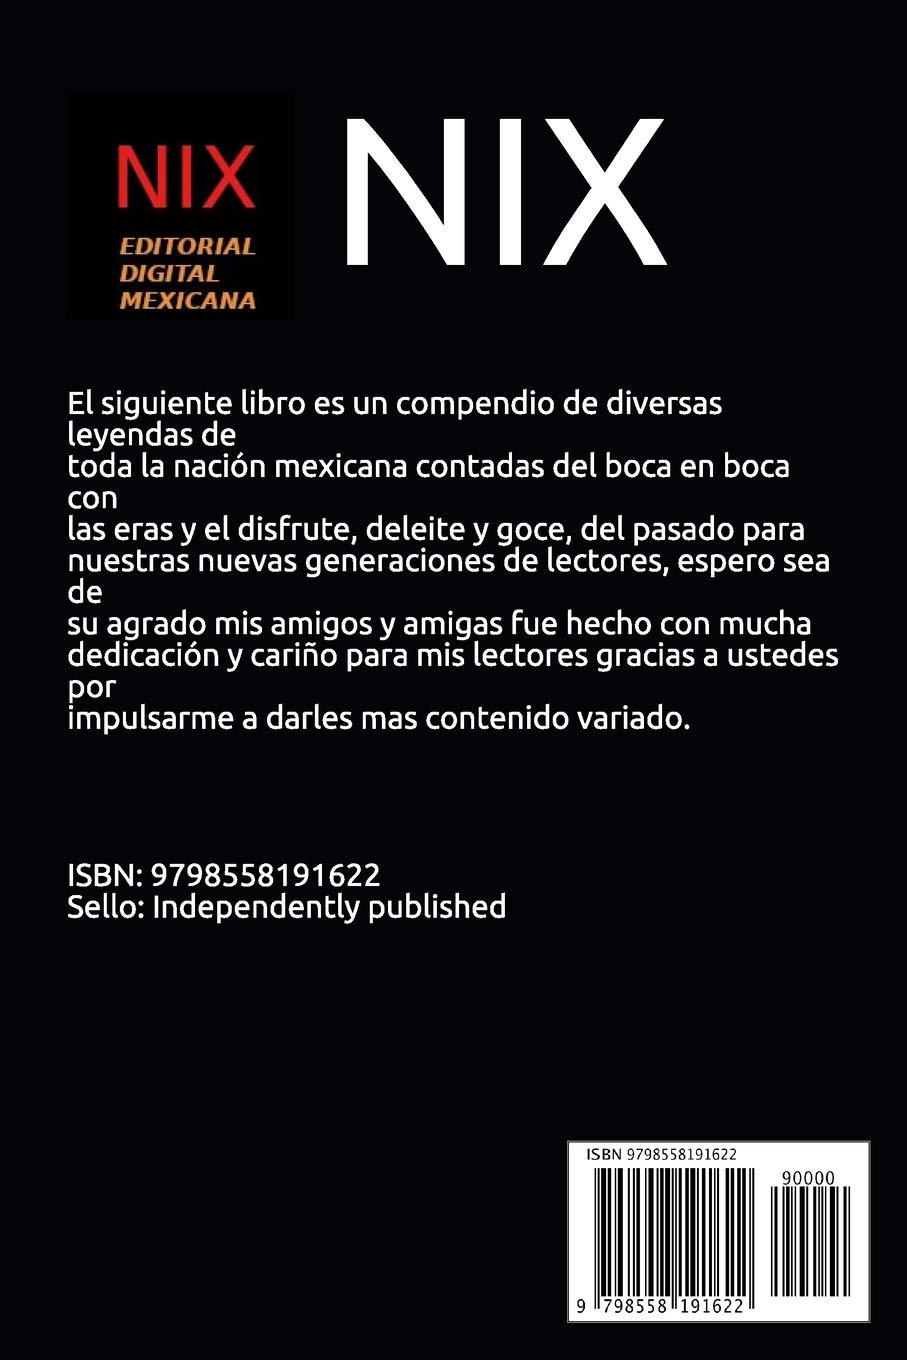 NIX
EDITORIAL
DIGITAL
MEXICANA
NIX
El siguiente libro es un compendio de diversas
leyendas de
toda la nación mexicana contadas del boca en boca
con
las eras y el disfrute, deleite y goce, del pasado para
nuestras nuevas generaciones de lectores, espero sea
de
su agrado mis amigos y amigas fue hecho con mucha
dedicación y cariño para mis lectores gracias a ustedes
por
impulsarme a darles mas contenido variado.
ISBN: 9798558191622
Sello: Independently published
ISBN 9798558191622
90000
9 798558 191622